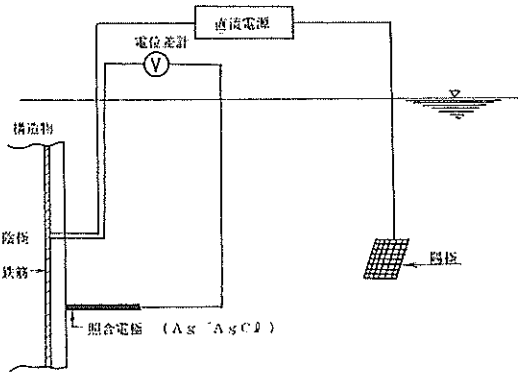 直流電源
電位差計
V
構造物
陰極
鉄筋
陽極
照合電極 (Ag-AgCl)